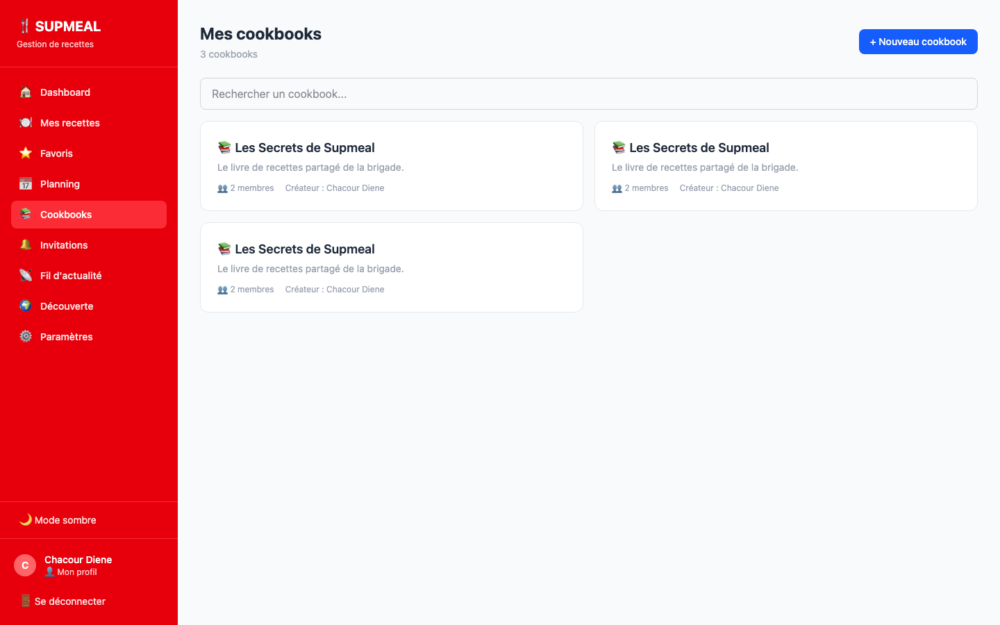 SUPMEAL
Gestion de recettes
Dashboard
Mes recettes
Favoris
Planning
Cookbooks
Invitations
Fil d'actualité
Découverte
Paramètres
Mode sombre
C
Chacour Diene
Mon profil
Se déconnecter
Mes cookbooks
3 cookbooks
+ Nouveau cookbook
Rechercher un cookbook...
Les Secrets de Supmeal
Le livre de recettes partagé de la brigade.
2 membres Créateur : Chacour Diene
Les Secrets de Supmeal
Le livre de recettes partagé de la brigade.
2 membres Créateur : Chacour Diene
Les Secrets de Supmeal
Le livre de recettes partagé de la brigade.
2 membres Créateur : Chacour Diene